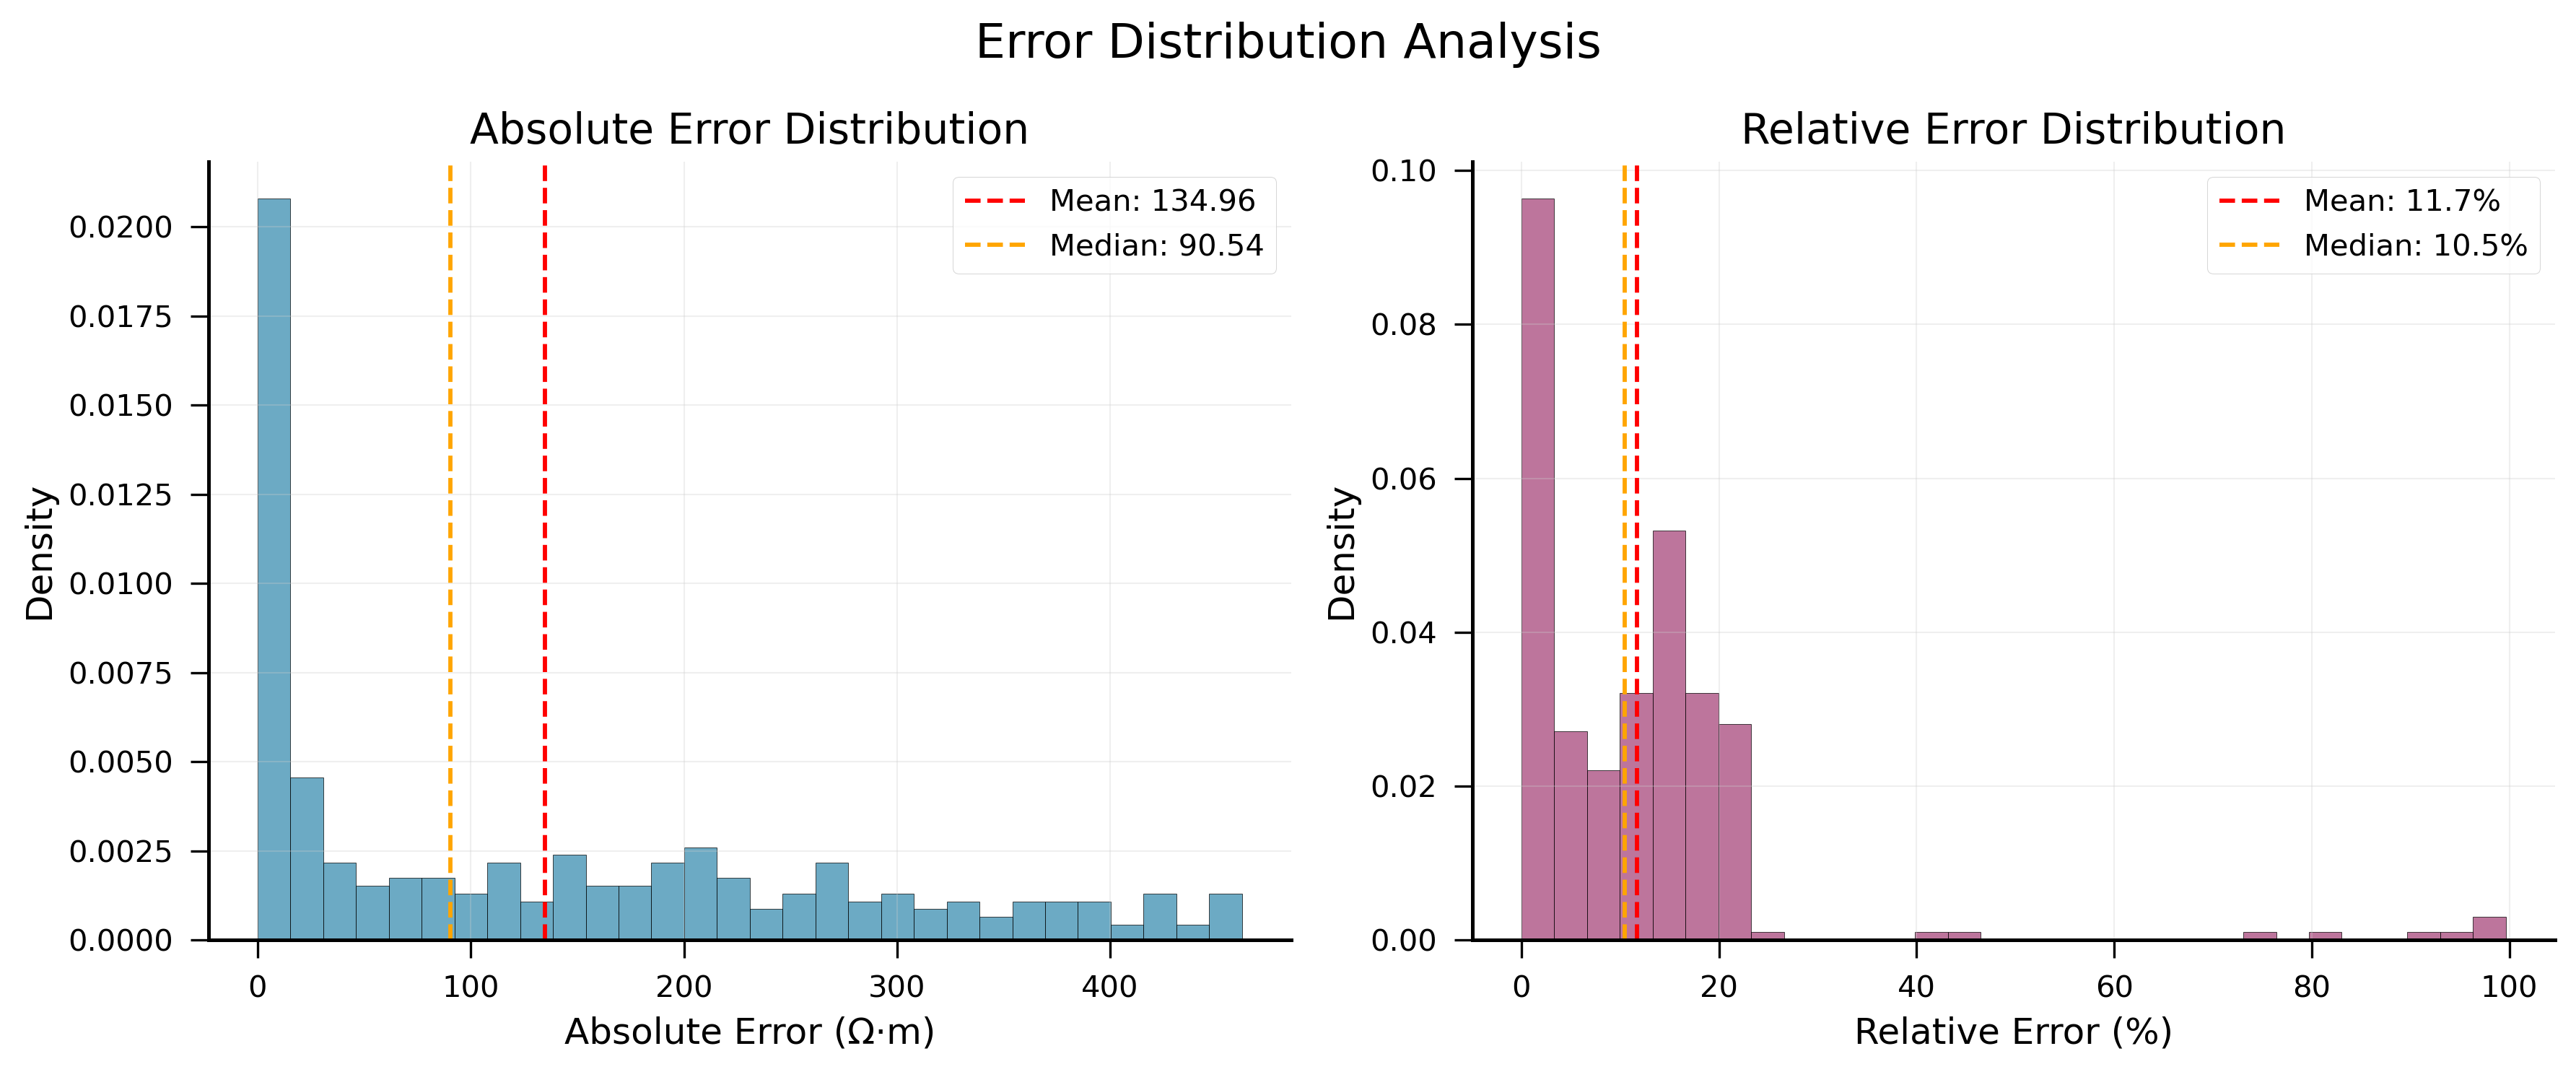 Error Distribution Analysis
Absolute Error Distribution
Mean: 134.96
Median: 90.54
0.0200
0.0175
0.0150
0.0125
0.0100
0.0075
0.0050
0.0025
0.0000
Density
0 100 200 300 400
Absolute Error (Ω·m)
Relative Error Distribution
Mean: 11.7%
Median: 10.5%
0.10
0.08
0.06
0.04
0.02
0.00
Density
0 20 40 60 80 100
Relative Error (%)